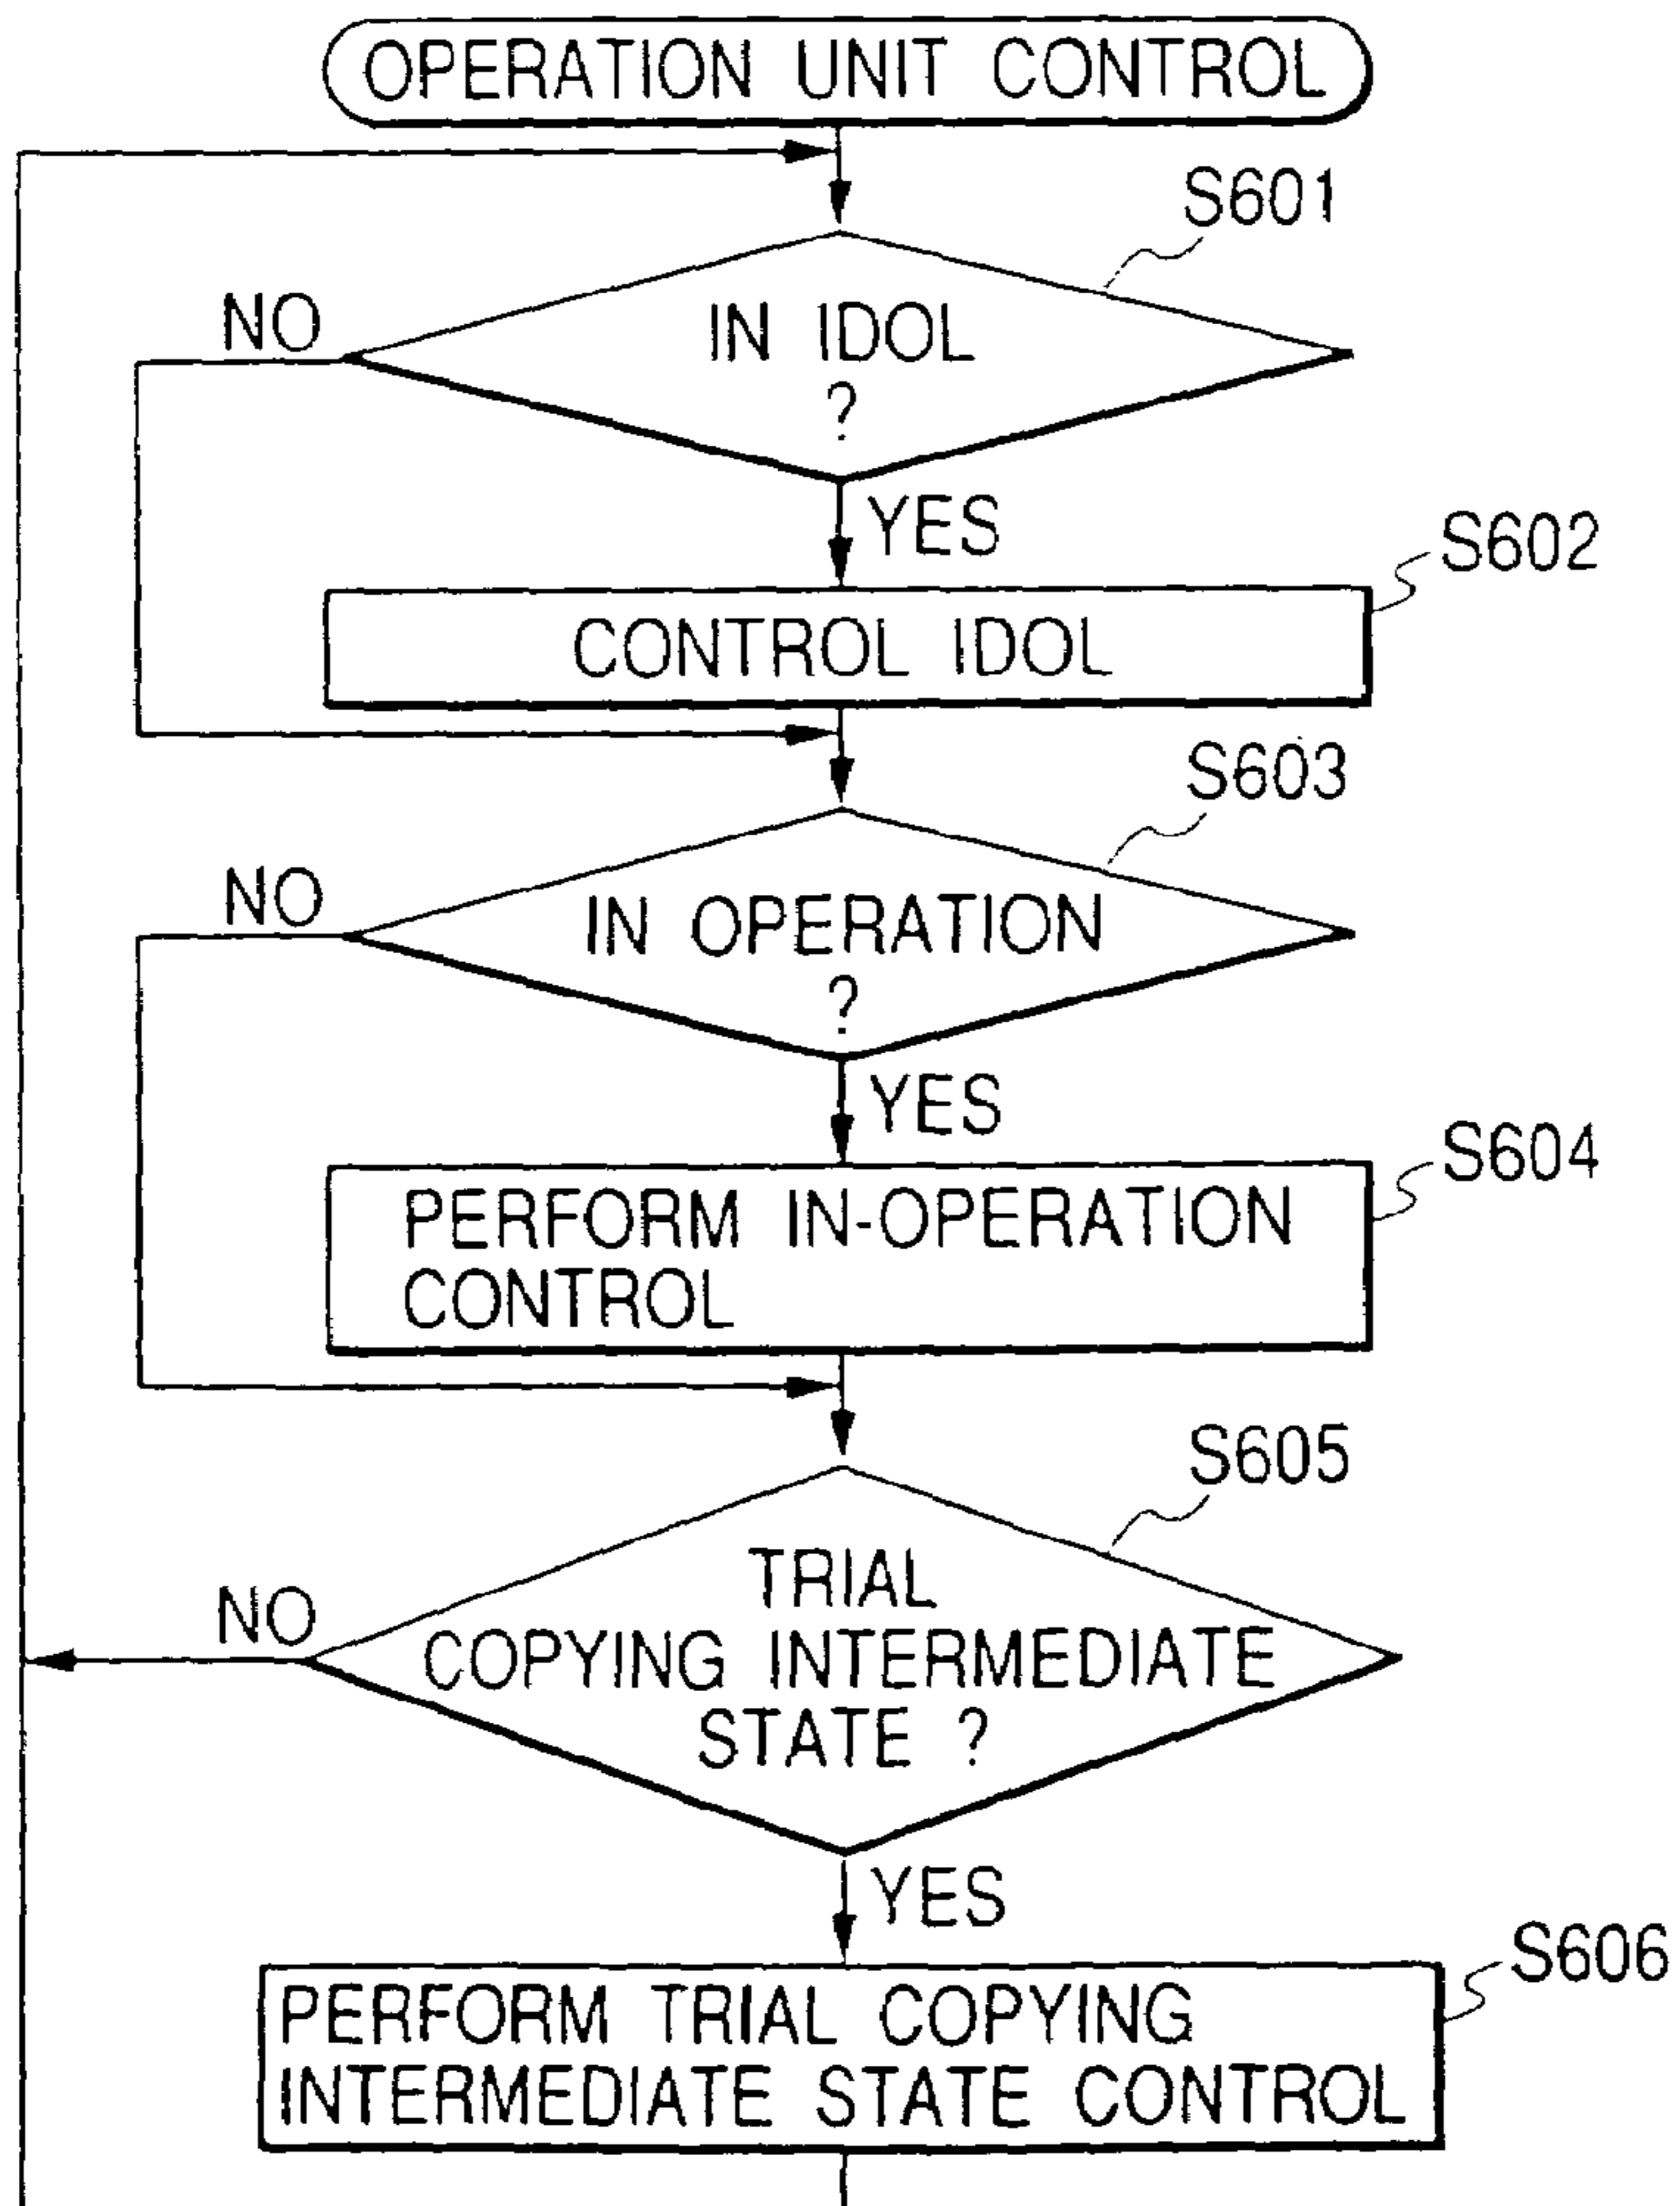 OPERATION UNIT CONTROL
S601
NO
IN IDOL
?
YES
S602
CONTROL IDOL
S603
NO
IN OPERATION
?
YES
S604
PERFORM IN-OPERATION
CONTROL
S605
TRIAL
NO
COPYING INTERMEDIATE
STATE ?
YES
S606
PERFORM TRIAL COPYING
INTERMEDIATE STATE CONTROL